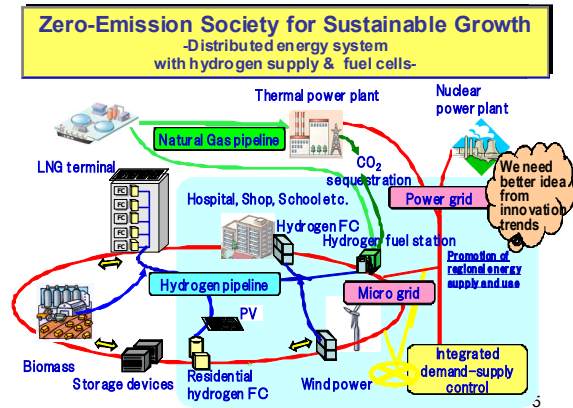 Zero-Emission Society for Sustainable Growth
-Distributed energy system
with hydrogen supply & fuel cells-
Thermal power plant
Nuclear
power plant
Natural Gas pipeline
LNG terminal
CO2
sequestration
We need
better idea
from
innovation
trends
Hospital, Shop, School etc.
Power grid
FC
FC
FC
FC
FC
Hydrogen FC
Hydrogen fuel station
Promotion of
regional energy
supply and use
Hydrogen pipeline
Micro grid
PV
Biomass
Storage devices
Residential
hydrogen FC
Wind power
Integrated
demand-supply
control
5